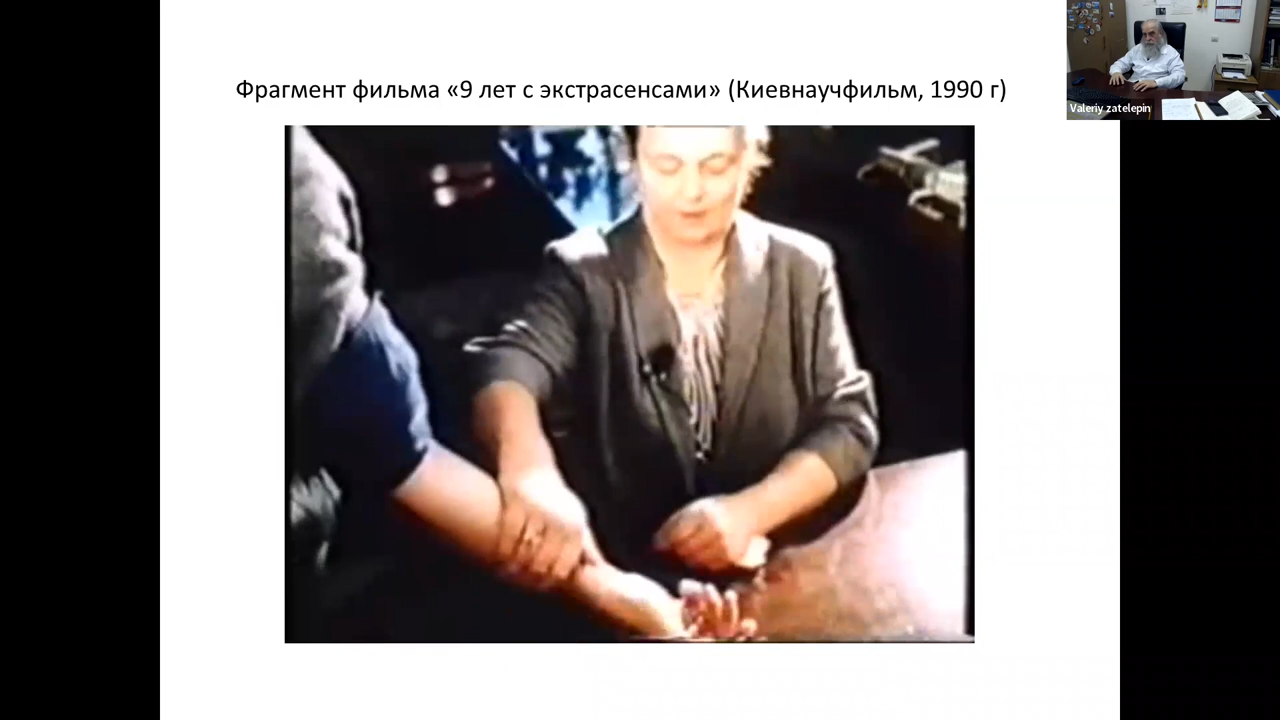 Фрагмент фильма «9 лет с экстрасенсами» (Киевнаучфильм, 1990 г)
Valeriy zatelepin